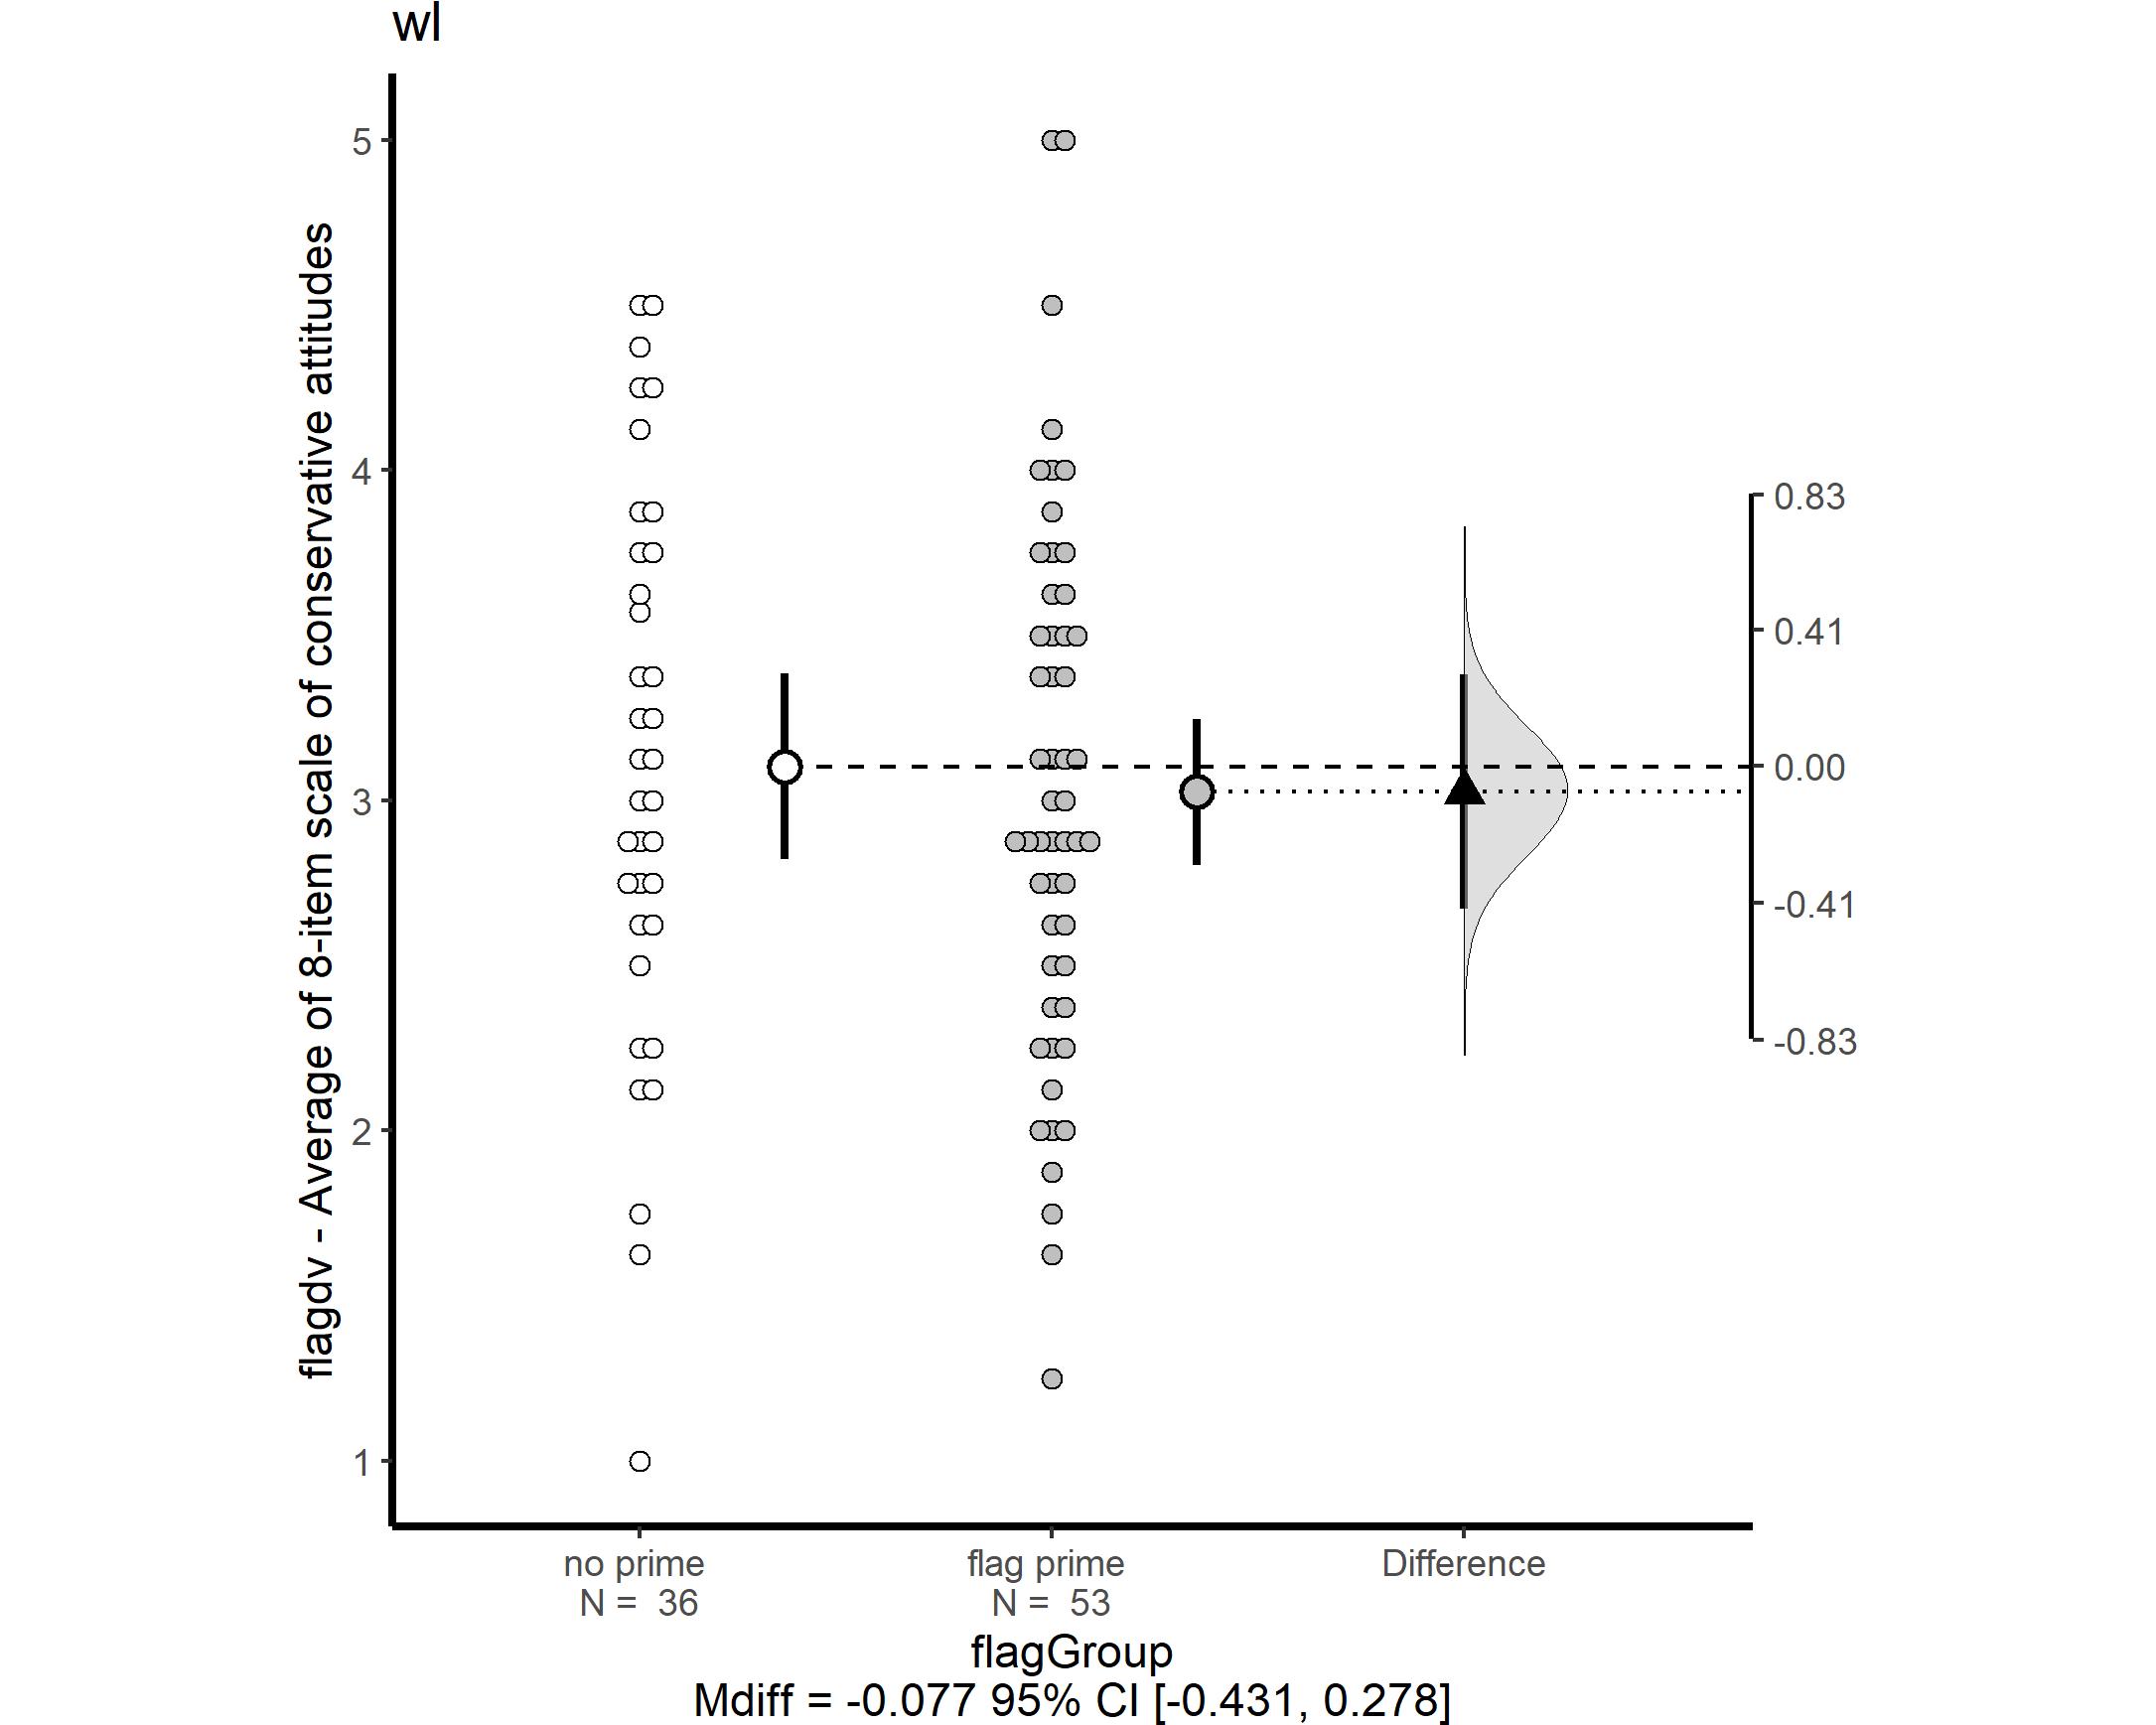 wl
flagdv - Average of 8-item scale of conservative attitudes
5
4
3
2
1
0.83
0.41
0.00
-0.41
-0.83
no prime
N =  36
flag prime
N =  53
Difference
flagGroup
Mdiff = -0.077 95% CI [-0.431, 0.278]